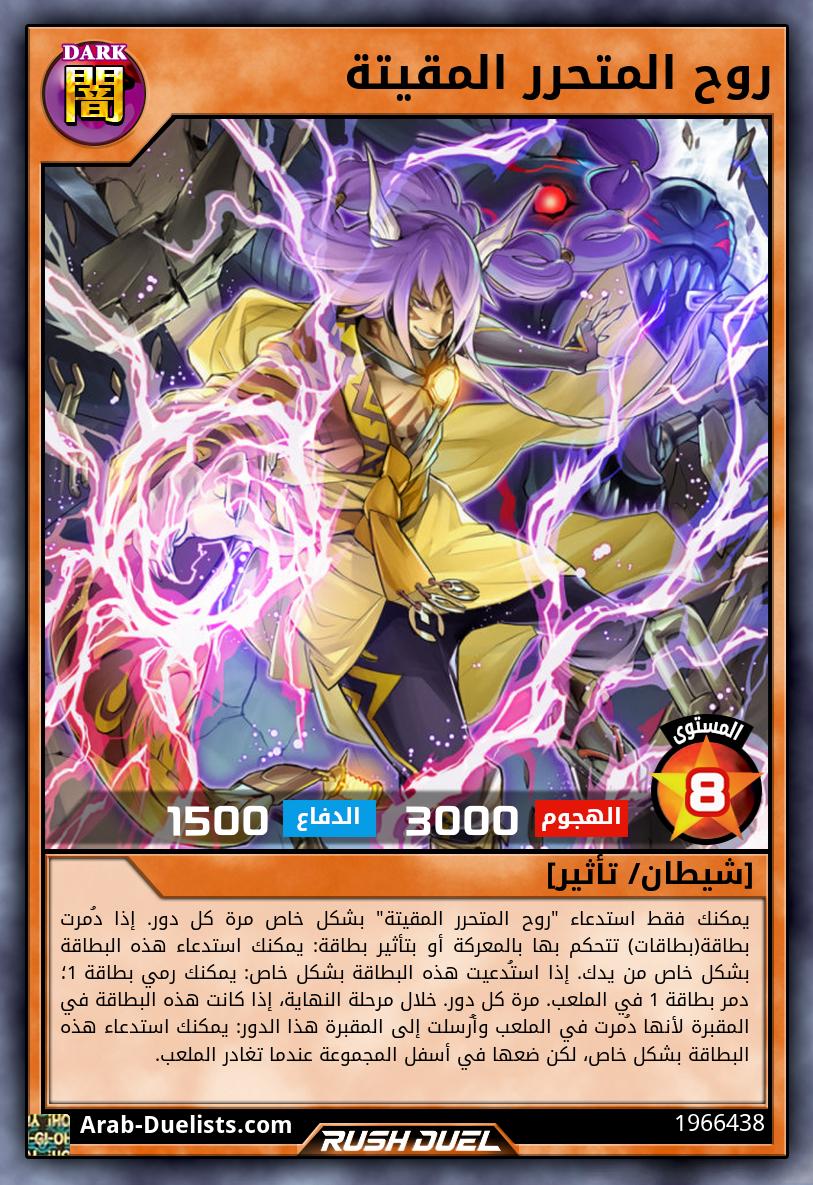 DARK
闇
روح المتحرر المقيتة
المستوى
8
الهجوم 3000 الدفاع 1500
[شيطان/ تأثير]
يمكنك فقط استدعاء "روح المتحرر المقيتة" بشكل خاص مرة كل دور. إذا دُمرت
بطاقة(بطاقات) تتحكم بها بالمعركة أو بتأثير بطاقة: يمكنك استدعاء هذه البطاقة
بشكل خاص من يدك. إذا استُدعيت هذه البطاقة بشكل خاص: يمكنك رمي بطاقة 1؛
دمر بطاقة 1 في الملعب. مرة كل دور. خلال مرحلة النهاية، إذا كانت هذه البطاقة في
المقبرة لأنها دُمرت في الملعب وأُرسلت إلى المقبرة هذا الدور: يمكنك استدعاء هذه
البطاقة بشكل خاص، لكن ضعها في أسفل المجموعة عندما تغادر الملعب.
1966438
RUSH DUEL
Arab-Duelists.com